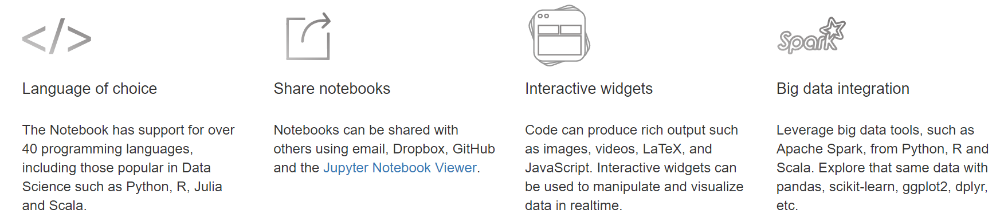 </>
Spark
Language of choice
Share notebooks
Interactive widgets
Big data integration
The Notebook has support for over
40 programming languages,
including those popular in Data
Science such as Python, R, Julia
and Scala.
Notebooks can be shared with
others using email, Dropbox, GitHub
and the Jupyter Notebook Viewer.
Code can produce rich output such
as images, videos, LaTeX, and
JavaScript. Interactive widgets can
be used to manipulate and visualize
data in realtime.
Leverage big data tools, such as
Apache Spark, from Python, R and
Scala. Explore that same data with
pandas, scikit-learn, ggplot2, dplyr,
etc.